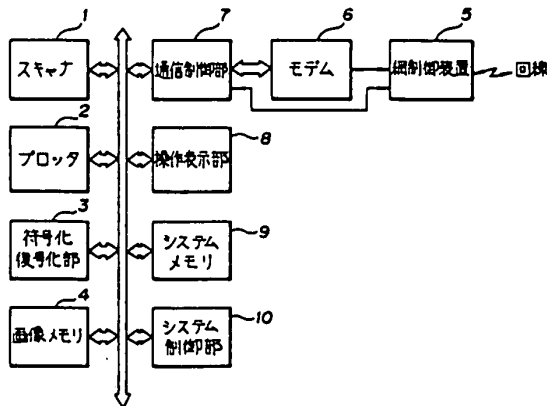 1
スキャナ
7
通信制御部
6
モデム
5
網制御装置
回線
2
プロッタ
8
操作表示部
3
符号化
復号化部
9
システム
メモリ
4
画像メモリ
10
システム
制御部